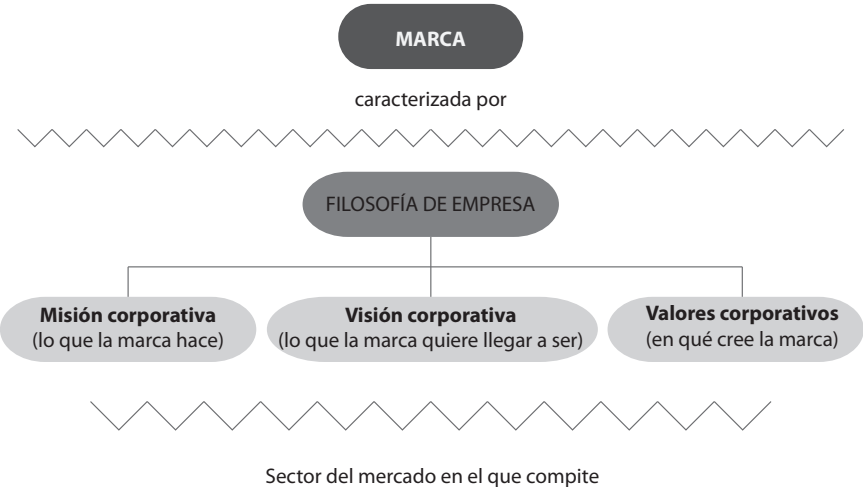 MARCA
caracterizada por
FILOSOFÍA DE EMPRESA
Misión corporativa
(lo que la marca hace)
Visión corporativa
(lo que la marca quiere llegar a ser)
Valores corporativos
(en qué cree la marca)
Sector del mercado en el que compite